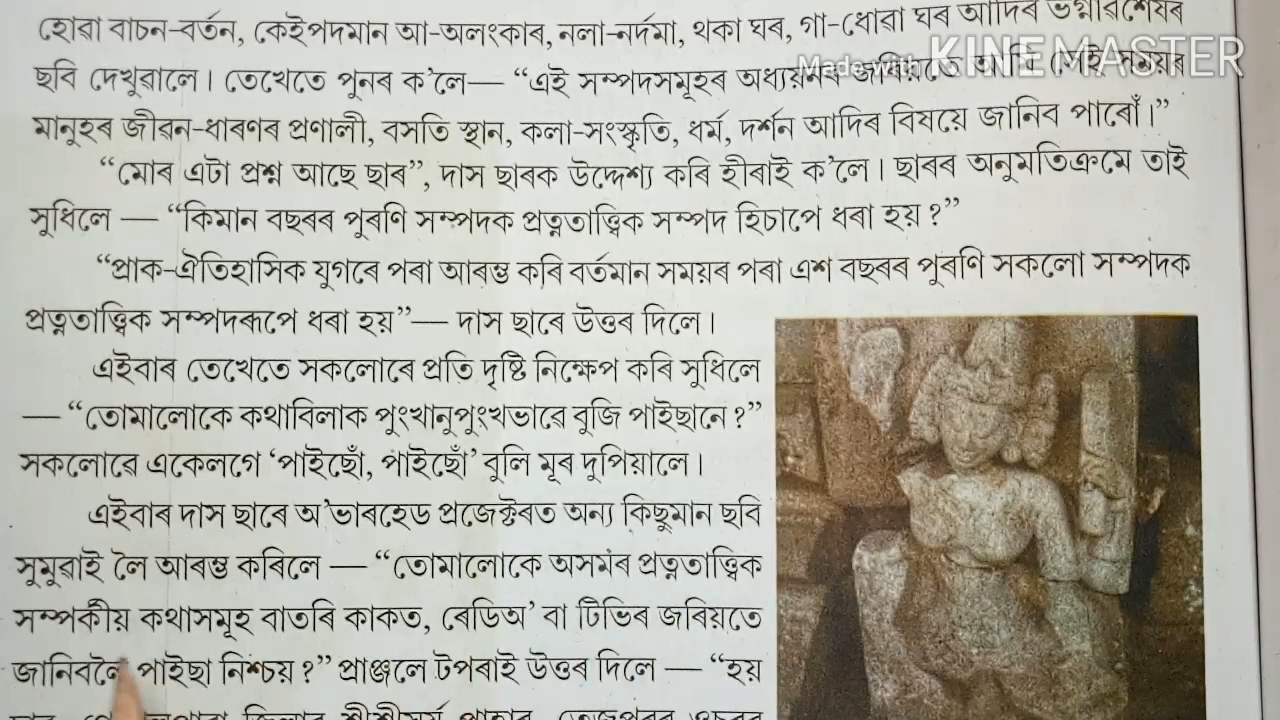 হোৱা বাচন-বৰ্তন, কেইপদমান আ-অলংকাৰ, নলা-নৰ্দমা, থকা ঘৰ, গা-ধোৱা ঘৰ আদিৰ ভগ্নাৱশেষৰ
Made with KINEMASTER
ছবি দেখুৱালে। তেখেতে পুনৰ ক'লে— “এই সম্পদসমূহৰ অধ্যয়নৰ জৰিয়তে আমি সেই সময়ৰ
মানুহৰ জীৱন-ধাৰণৰ প্ৰণালী, বসতি স্থান, কলা-সংস্কৃতি, ধৰ্ম, দৰ্শন আদিৰ বিষয়ে জানিব পাৰোঁ।”
“মোৰ এটা প্ৰশ্ন আছে ছাৰ”, দাস ছাৰক উদ্দেশ্য কৰি হীৰাই ক'লে। ছাৰৰ অনুমতিক্ৰমে তাই
সুধিলে — “কিমান বছৰৰ পুৰণি সম্পদক প্ৰত্নতাত্ত্বিক সম্পদ হিচাপে ধৰা হয়?”
“প্ৰাক-ঐতিহাসিক যুগৰে পৰা আৰম্ভ কৰি বৰ্তমান সময়ৰ পৰা এশ বছৰৰ পুৰণি সকলো সম্পদক
প্ৰত্নতাত্ত্বিক সম্পদৰূপে ধৰা হয়”— দাস ছাৰে উত্তৰ দিলে।
এইবাৰ তেখেতে সকলোৰে প্ৰতি দৃষ্টি নিক্ষেপ কৰি সুধিলে
— “তোমালোকে কথাবিলাক পুংখানুপুংখভাৱে বুজি পাইছানে?”
সকলোৱে একেলগে ‘পাইছোঁ, পাইছোঁ’ বুলি মূৰ দুপিয়ালে।
এইবাৰ দাস ছাৰে অ'ভাৰহেড প্ৰজেক্টৰত অন্য কিছুমান ছবি
সুমুৱাই লৈ আৰম্ভ কৰিলে — “তোমালোকে অসমৰ প্ৰত্নতাত্ত্বিক
সম্পৰ্কীয় কথাসমূহ বাতৰি কাকত, ৰেডিঅ' বা টিভিৰ জৰিয়তে
জানিবলৈ পাইছা নিশ্চয়?” প্ৰাঞ্জলে টপৰাই উত্তৰ দিলে — “হয়